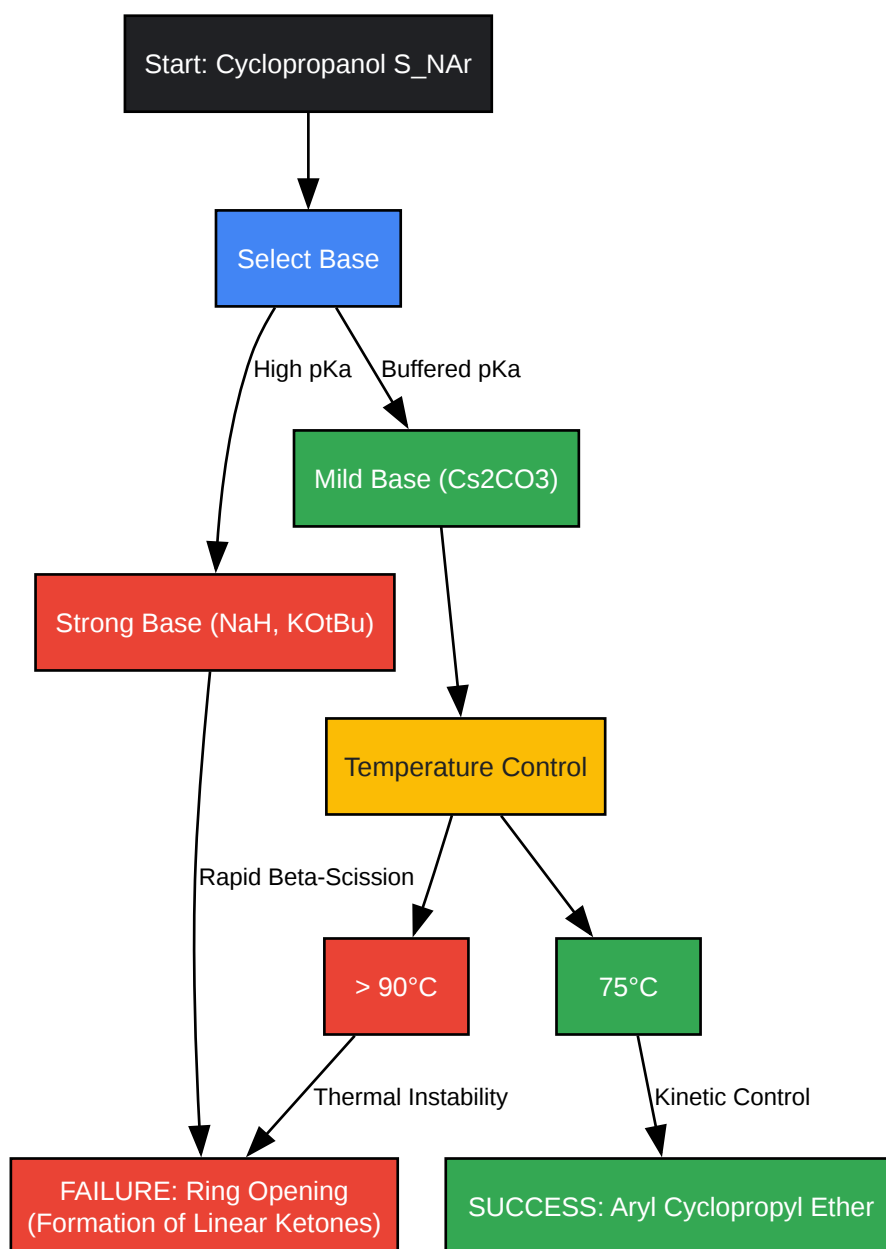 Start: Cyclopropanol S_NAr
Select Base
High pKa
Buffered pKa
Mild Base (Cs2CO3)
Strong Base (NaH, KOtBu)
Temperature Control
Rapid Beta-Scission
> 90°C
75°C
Thermal Instability
Kinetic Control
FAILURE: Ring Opening
(Formation of Linear Ketones)
SUCCESS: Aryl Cyclopropyl Ether